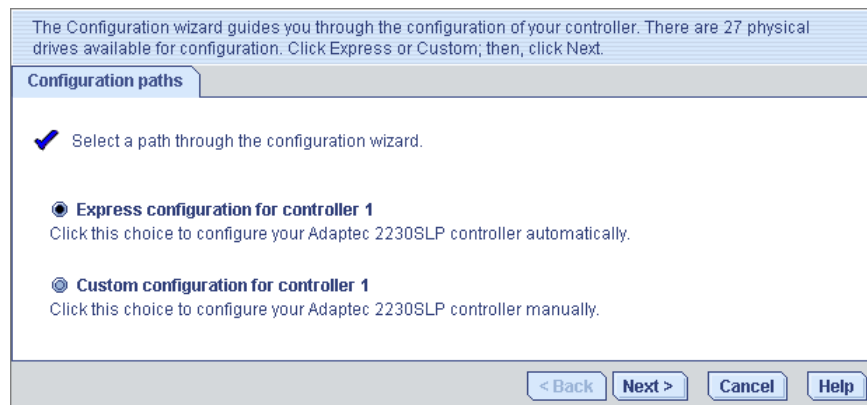 The Configuration wizard guides you through the configuration of your controller. There are 27 physical
drives available for configuration. Click Express or Custom; then, click Next.
Configuration paths
Select a path through the configuration wizard.
Express configuration for controller 1
Click this choice to configure your Adaptec 2230SLP controller automatically.
Custom configuration for controller 1
Click this choice to configure your Adaptec 2230SLP controller manually.
< Back Next > Cancel Help